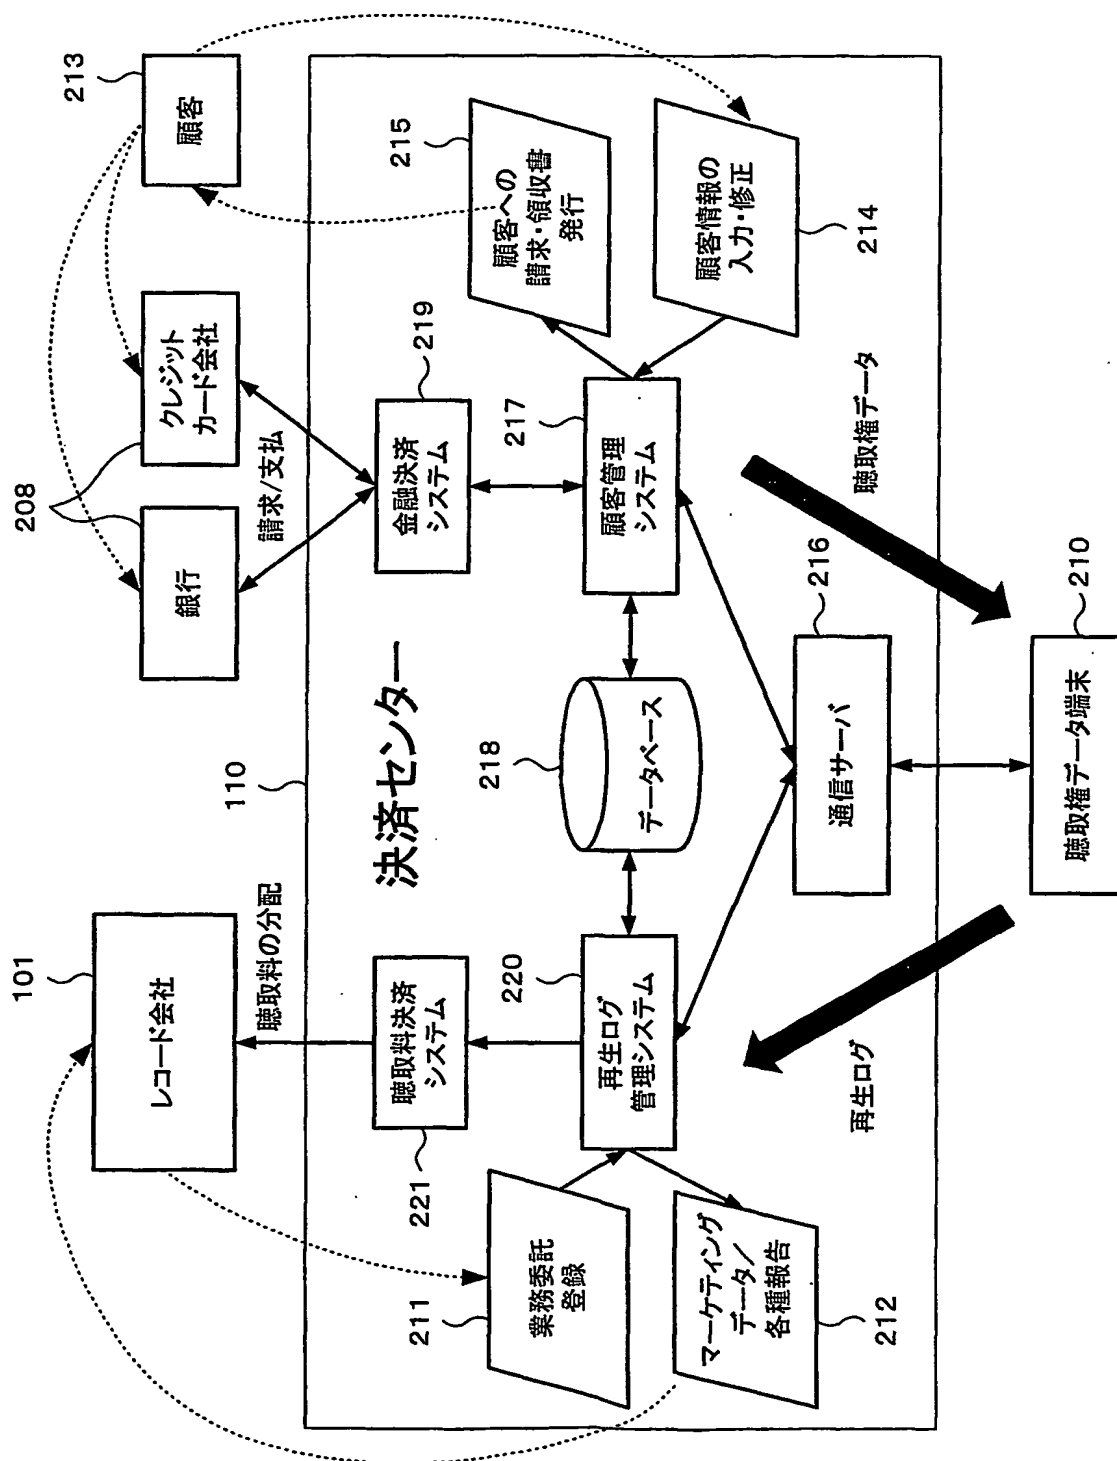 101
レコード会社
聴取料の分配
208
銀行
クレジット
カード会社
請求/支払
213
顧客
110
決済センター
221
聴取料決済
システム
219
金融決済
システム
211
業務委託
登録
215
顧客への
請求・領収書
発行
220
再生ログ
管理システム
218
データベース
217
顧客管理
システム
212
マーケティング
データ/
各種報告
214
顧客情報の
入力・修正
216
通信サーバ
再生ログ
聴取権データ
210
聴取権データ端末